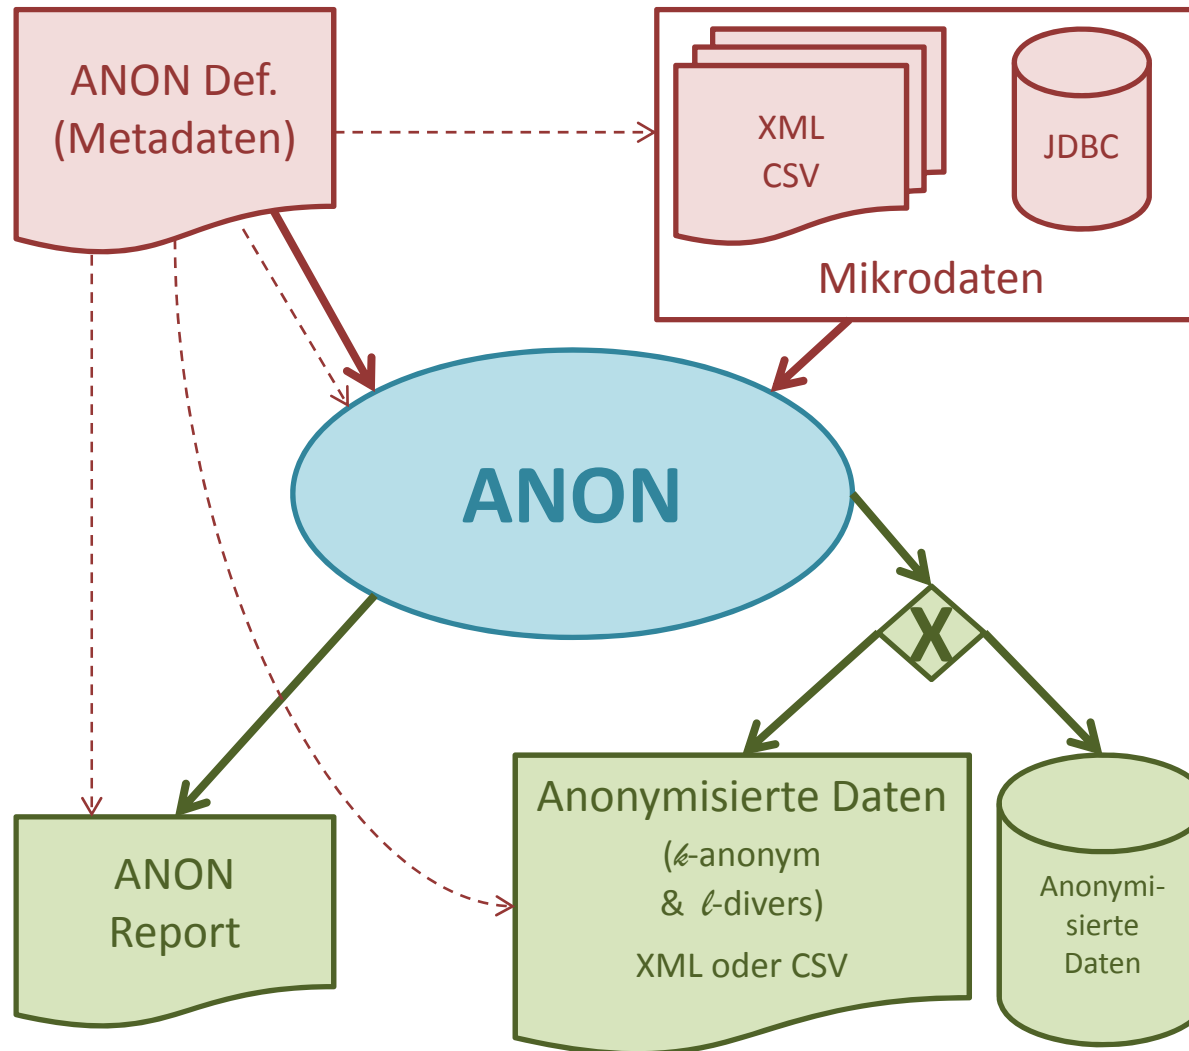 ANON Def.
(Metadaten)
XML
CSV
JDBC
Mikrodaten
ANON
X
ANON
Report
Anonymisierte Daten
(k-anonym
& ℓ-divers)
XML oder CSV
Anonymi-
sierte
Daten